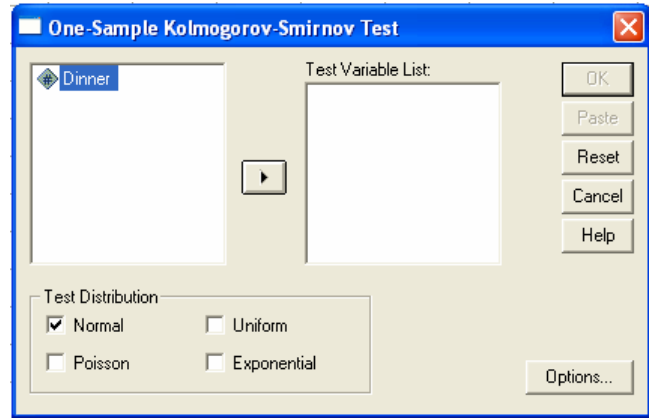 One-Sample Kolmogorov-Smirnov Test
# Dinner
Test Variable List:
OK
Paste
Reset
Cancel
Help
Test Distribution
Normal
Uniform
Poisson
Exponential
Options...